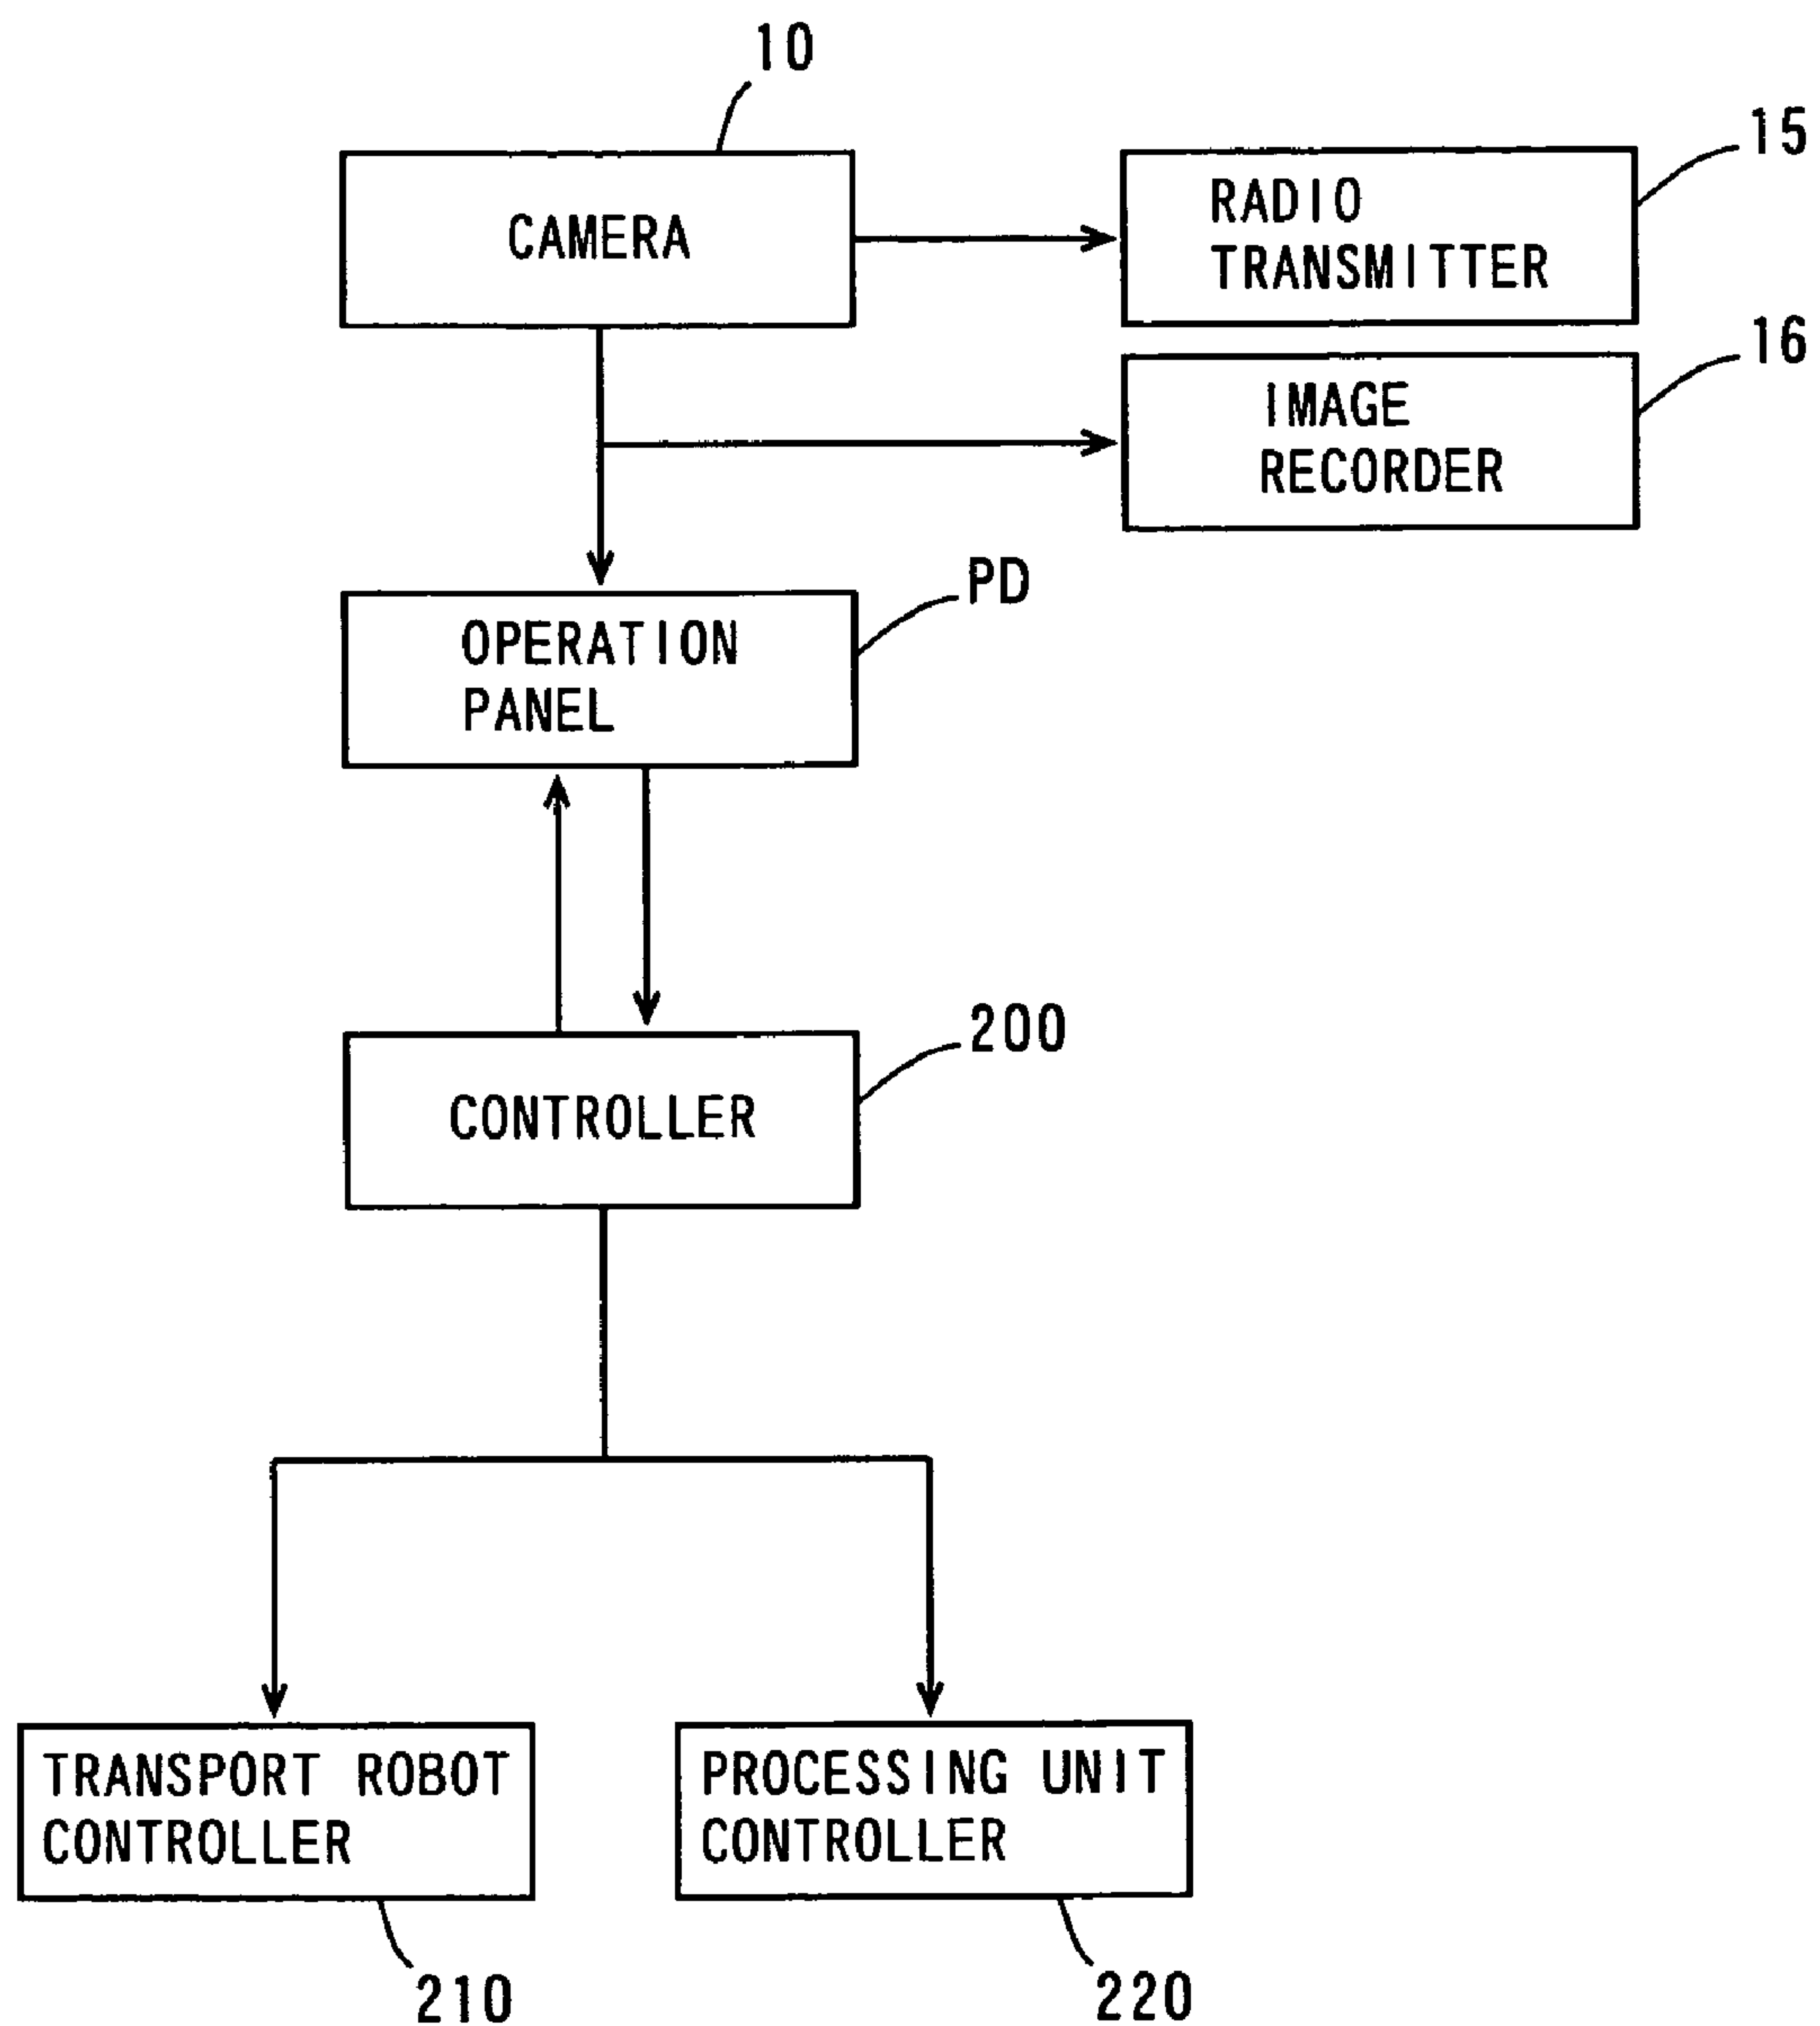 10
15
CAMERA
RADIO
TRANSMITTER
16
IMAGE
RECORDER
PD
OPERATION
PANEL
200
CONTROLLER
TRANSPORT ROBOT
CONTROLLER
PROCESSING UNIT
CONTROLLER
210
220